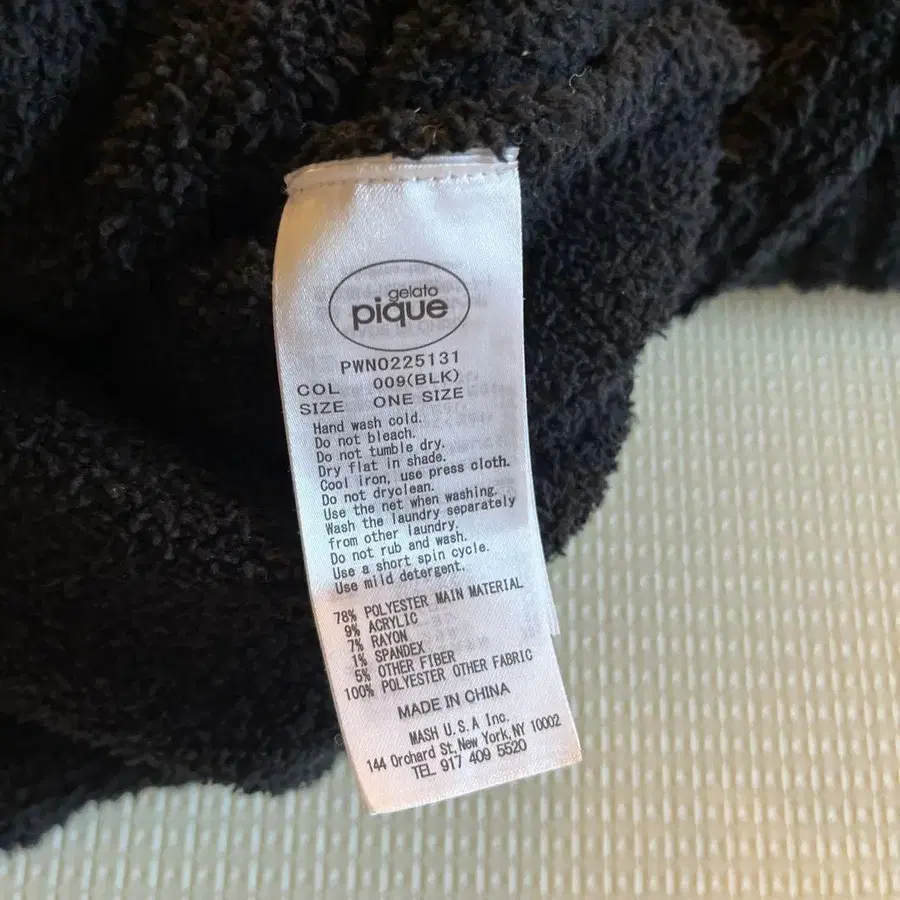 gelato
pique
PWNO225131
COL 009(BLK)
SIZE ONE SIZE
Hand wash cold.
Do not bleach.
Do not tumble dry.
Dry flat in shade.
Cool iron, use press cloth.
Do not dryclean.
Use the net when washing.
Wash the laundry separately
from other laundry.
Do not rub and wash.
Use a short spin cycle.
Use mild detergent.
78% POLYESTER MAIN MATERIAL
9% ACRYLIC
7% RAYON
1% SPANDEX
5% OTHER FIBER
100% POLYESTER OTHER FABRIC
MADE IN CHINA
MASH U.S.A Inc.
144 Orchard St, New York, NY 10002
TEL 917 409 5520